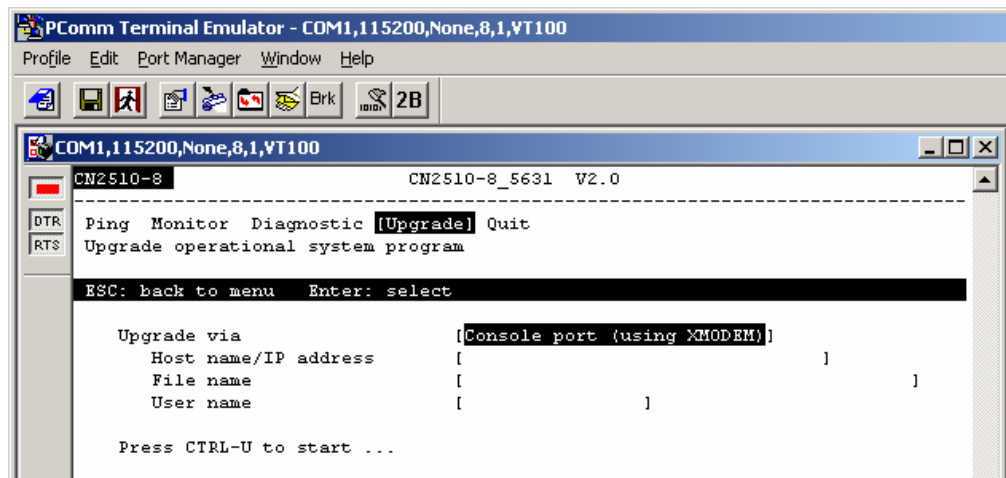 PComm Terminal Emulator - COM1,115200,None,8,1,VT100
Profile Edit Port Manager Window Help
Brk 2B
COM1,115200,None,8,1,VT100
CN2510-8 CN2510-8_5631 V2.0
DTR
RTS
Ping Monitor Diagnostic [Upgrade] Quit
Upgrade operational system program
ESC: back to menu Enter: select
Upgrade via [Console port (using XMODEM)]
Host name/IP address [ ]
File name [ ]
User name [ ]
Press CTRL-U to start ...